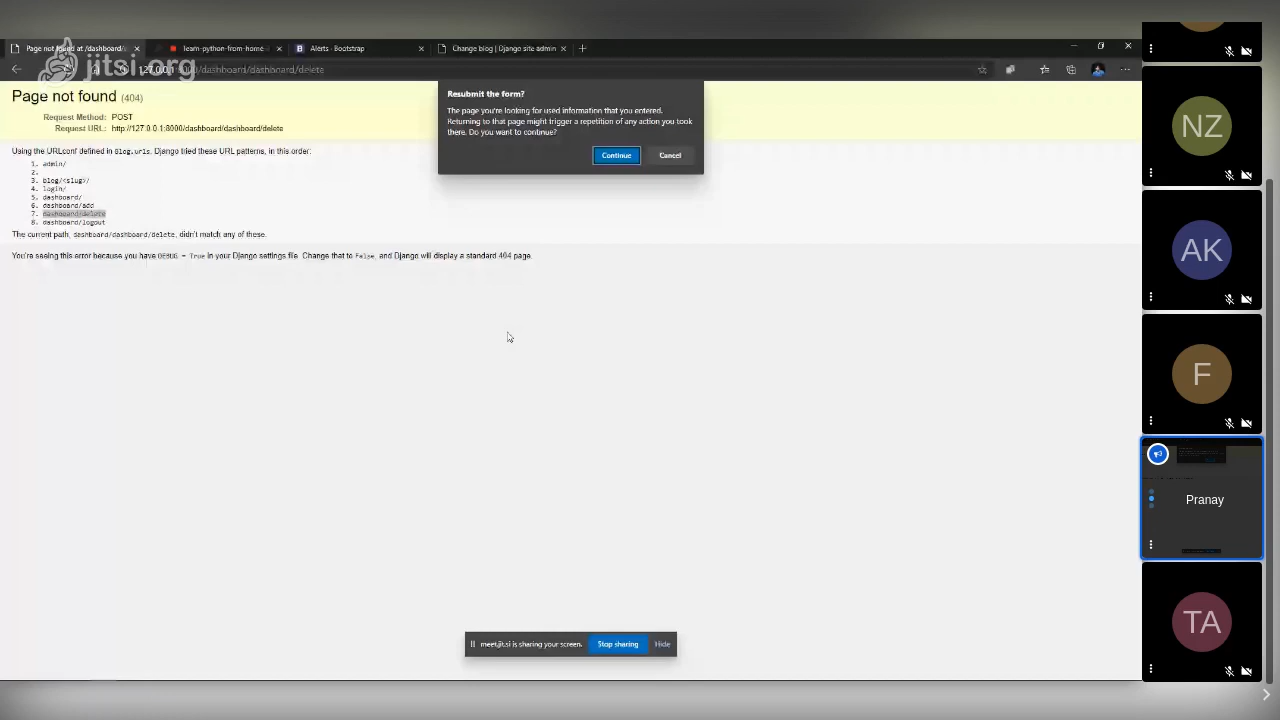 Page not found at /dashboard/
learn-python-from-home
Alerts · Bootstrap
Change blog | Django site admin
jitsi.org
127.0.0.1:8000/dashboard/dashboard/delete
Page not found (404)
Request Method: POST
Request URL: http://127.0.0.1:8000/dashboard/dashboard/delete
Resubmit the form?
The page you're looking for used information that you entered.
Returning to that page might trigger a repetition of any action you took
there. Do you want to continue?
Continue
Cancel
Using the URLconf defined in Blog.urls, Django tried these URL patterns, in this order:
1. admin/
2.
3. blog/<slug>/
4. login/
5. dashboard/
6. dashboard/add
7. dashboard/delete
8. dashboard/logout
The current path, dashboard/dashboard/delete, didn't match any of these.
You're seeing this error because you have DEBUG = True in your Django settings file. Change that to False, and Django will display a standard 404 page.
meet.jit.si is sharing your screen.
Stop sharing
Hide
NZ
AK
F
Pranay
TA